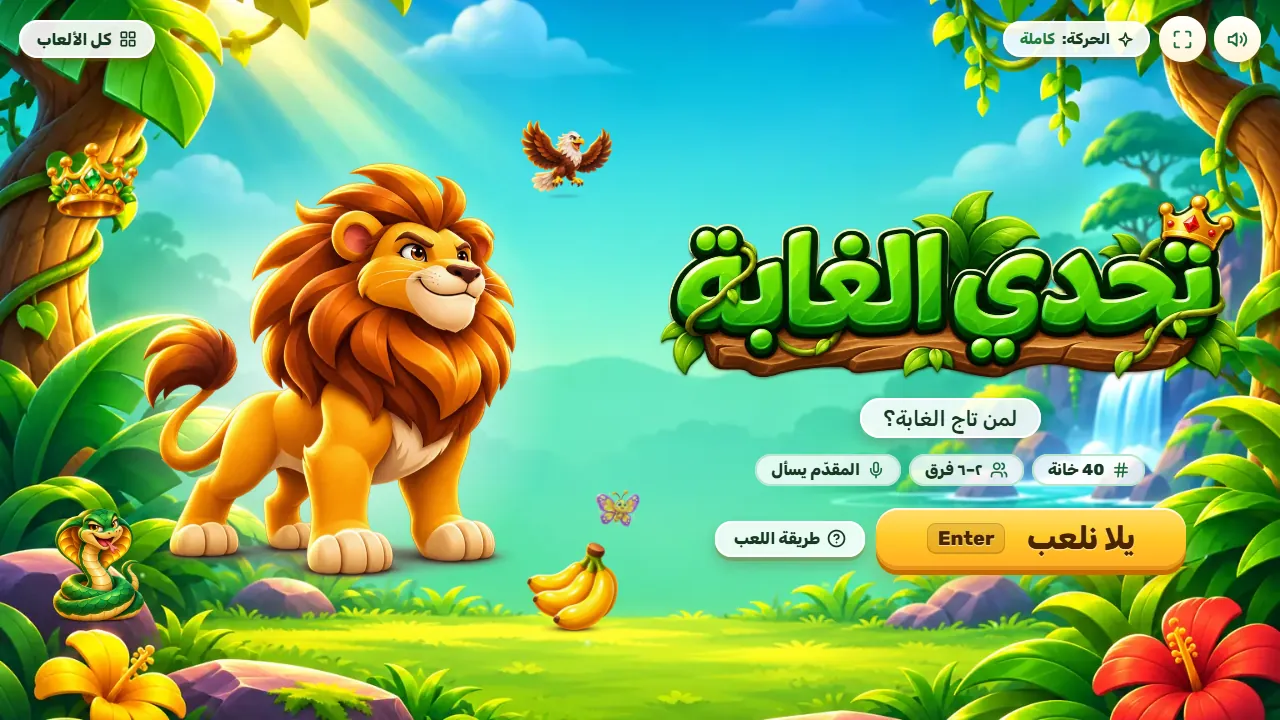 الحركة: كاملة
كل الألعاب
تحدي الغابة
لمن تاج الغابة؟
40 خانة
٢–٦ فرق
المقدّم يسأل
يلا نلعب Enter
طريقة اللعب